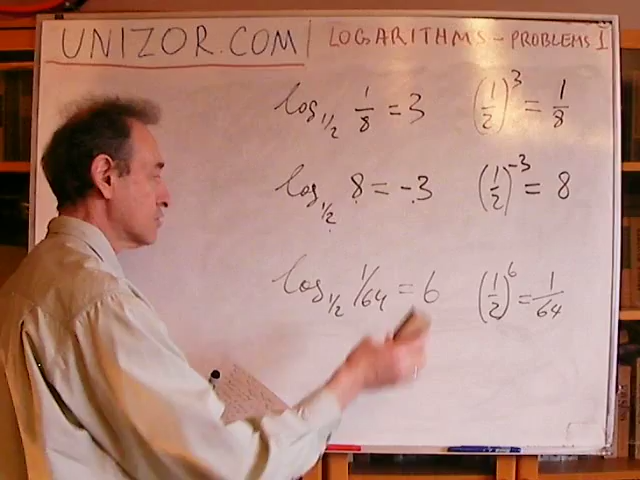 UNIZOR.COM | LOGARITHMS - PROBLEMS 1
log₁/₂ 1/8 = 3 (1/2)³ = 1/8
log₁/₂ 8 = -3 (1/2)⁻³ = 8
log₁/₂ 1/64 = 6 (1/2)⁶ = 1/64